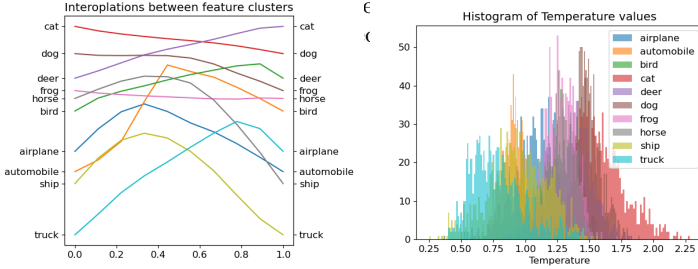 Interoplations between feature clusters
cat
dog
deer
frog
horse
bird
airplane
automobile
ship
truck
cat
dog
deer
frog
horse
bird
airplane
automobile
ship
truck
0.0 0.2 0.4 0.6 0.8 1.0
Histogram of Temperature values
50
40
30
20
10
0
airplane
automobile
bird
cat
deer
dog
frog
horse
ship
truck
0.25 0.50 0.75 1.00 1.25 1.50 1.75 2.00 2.25
Temperature